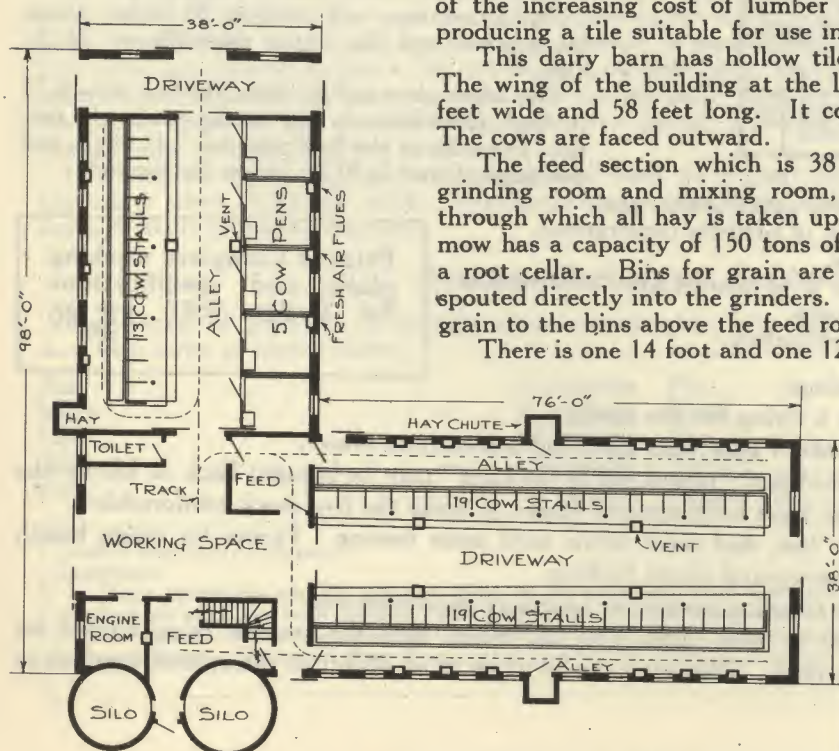 of the increasing cost of lumber
producing a tile suitable for use in
This dairy barn has hollow til
The wing of the building at the l
feet wide and 58 feet long. It co
The cows are faced outward.
The feed section which is 38
grinding room and mixing room,
through which all hay is taken up
mow has a capacity of 150 tons of
a root cellar. Bins for grain are
spouted directly into the grinders.
grain to the bins above the feed ro
There is one 14 foot and one 12
38'-0"
DRIVEWAY
98'-0"
13 COW STALLS
ALLEY
VENT
5 COW PENS
FRESH AIR FLUES
HAY
TOILET
TRACK
FEED
WORKING SPACE
ENGINE
ROOM
FEED
SILO
SILO
76'-0"
HAY CHUTE
ALLEY
19 COW STALLS
VENT
DRIVEWAY
38'-0"
19 COW STALLS
ALLEY